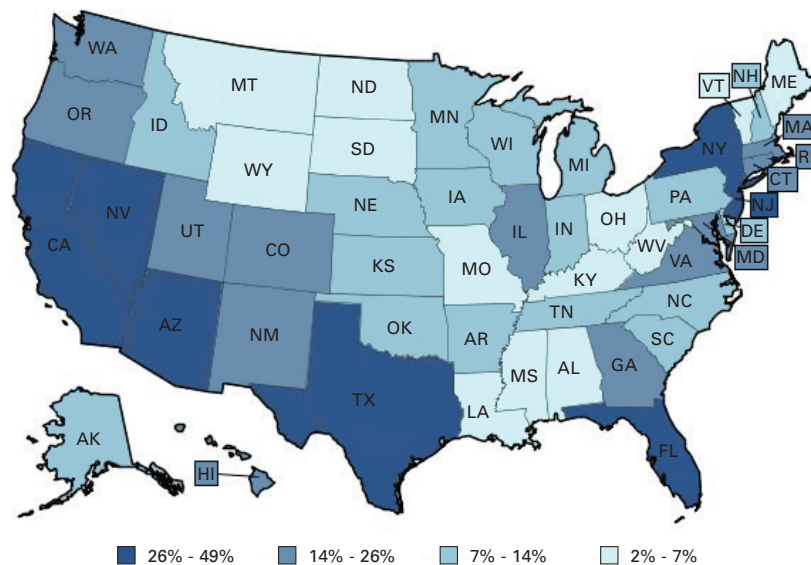 WA
MT
ND
MN
VT
NH
ME
OR
ID
WY
SD
WI
MI
NY
MA
R
CT
NV
UT
CO
NE
IA
IL
IN
OH
PA
NJ
DE
MD
CA
KS
MO
KY
WV
VA
AZ
NM
OK
AR
TN
NC
SC
TX
LA
MS
AL
GA
FL
AK
HI
26% - 49%
14% - 26%
7% - 14%
2% - 7%